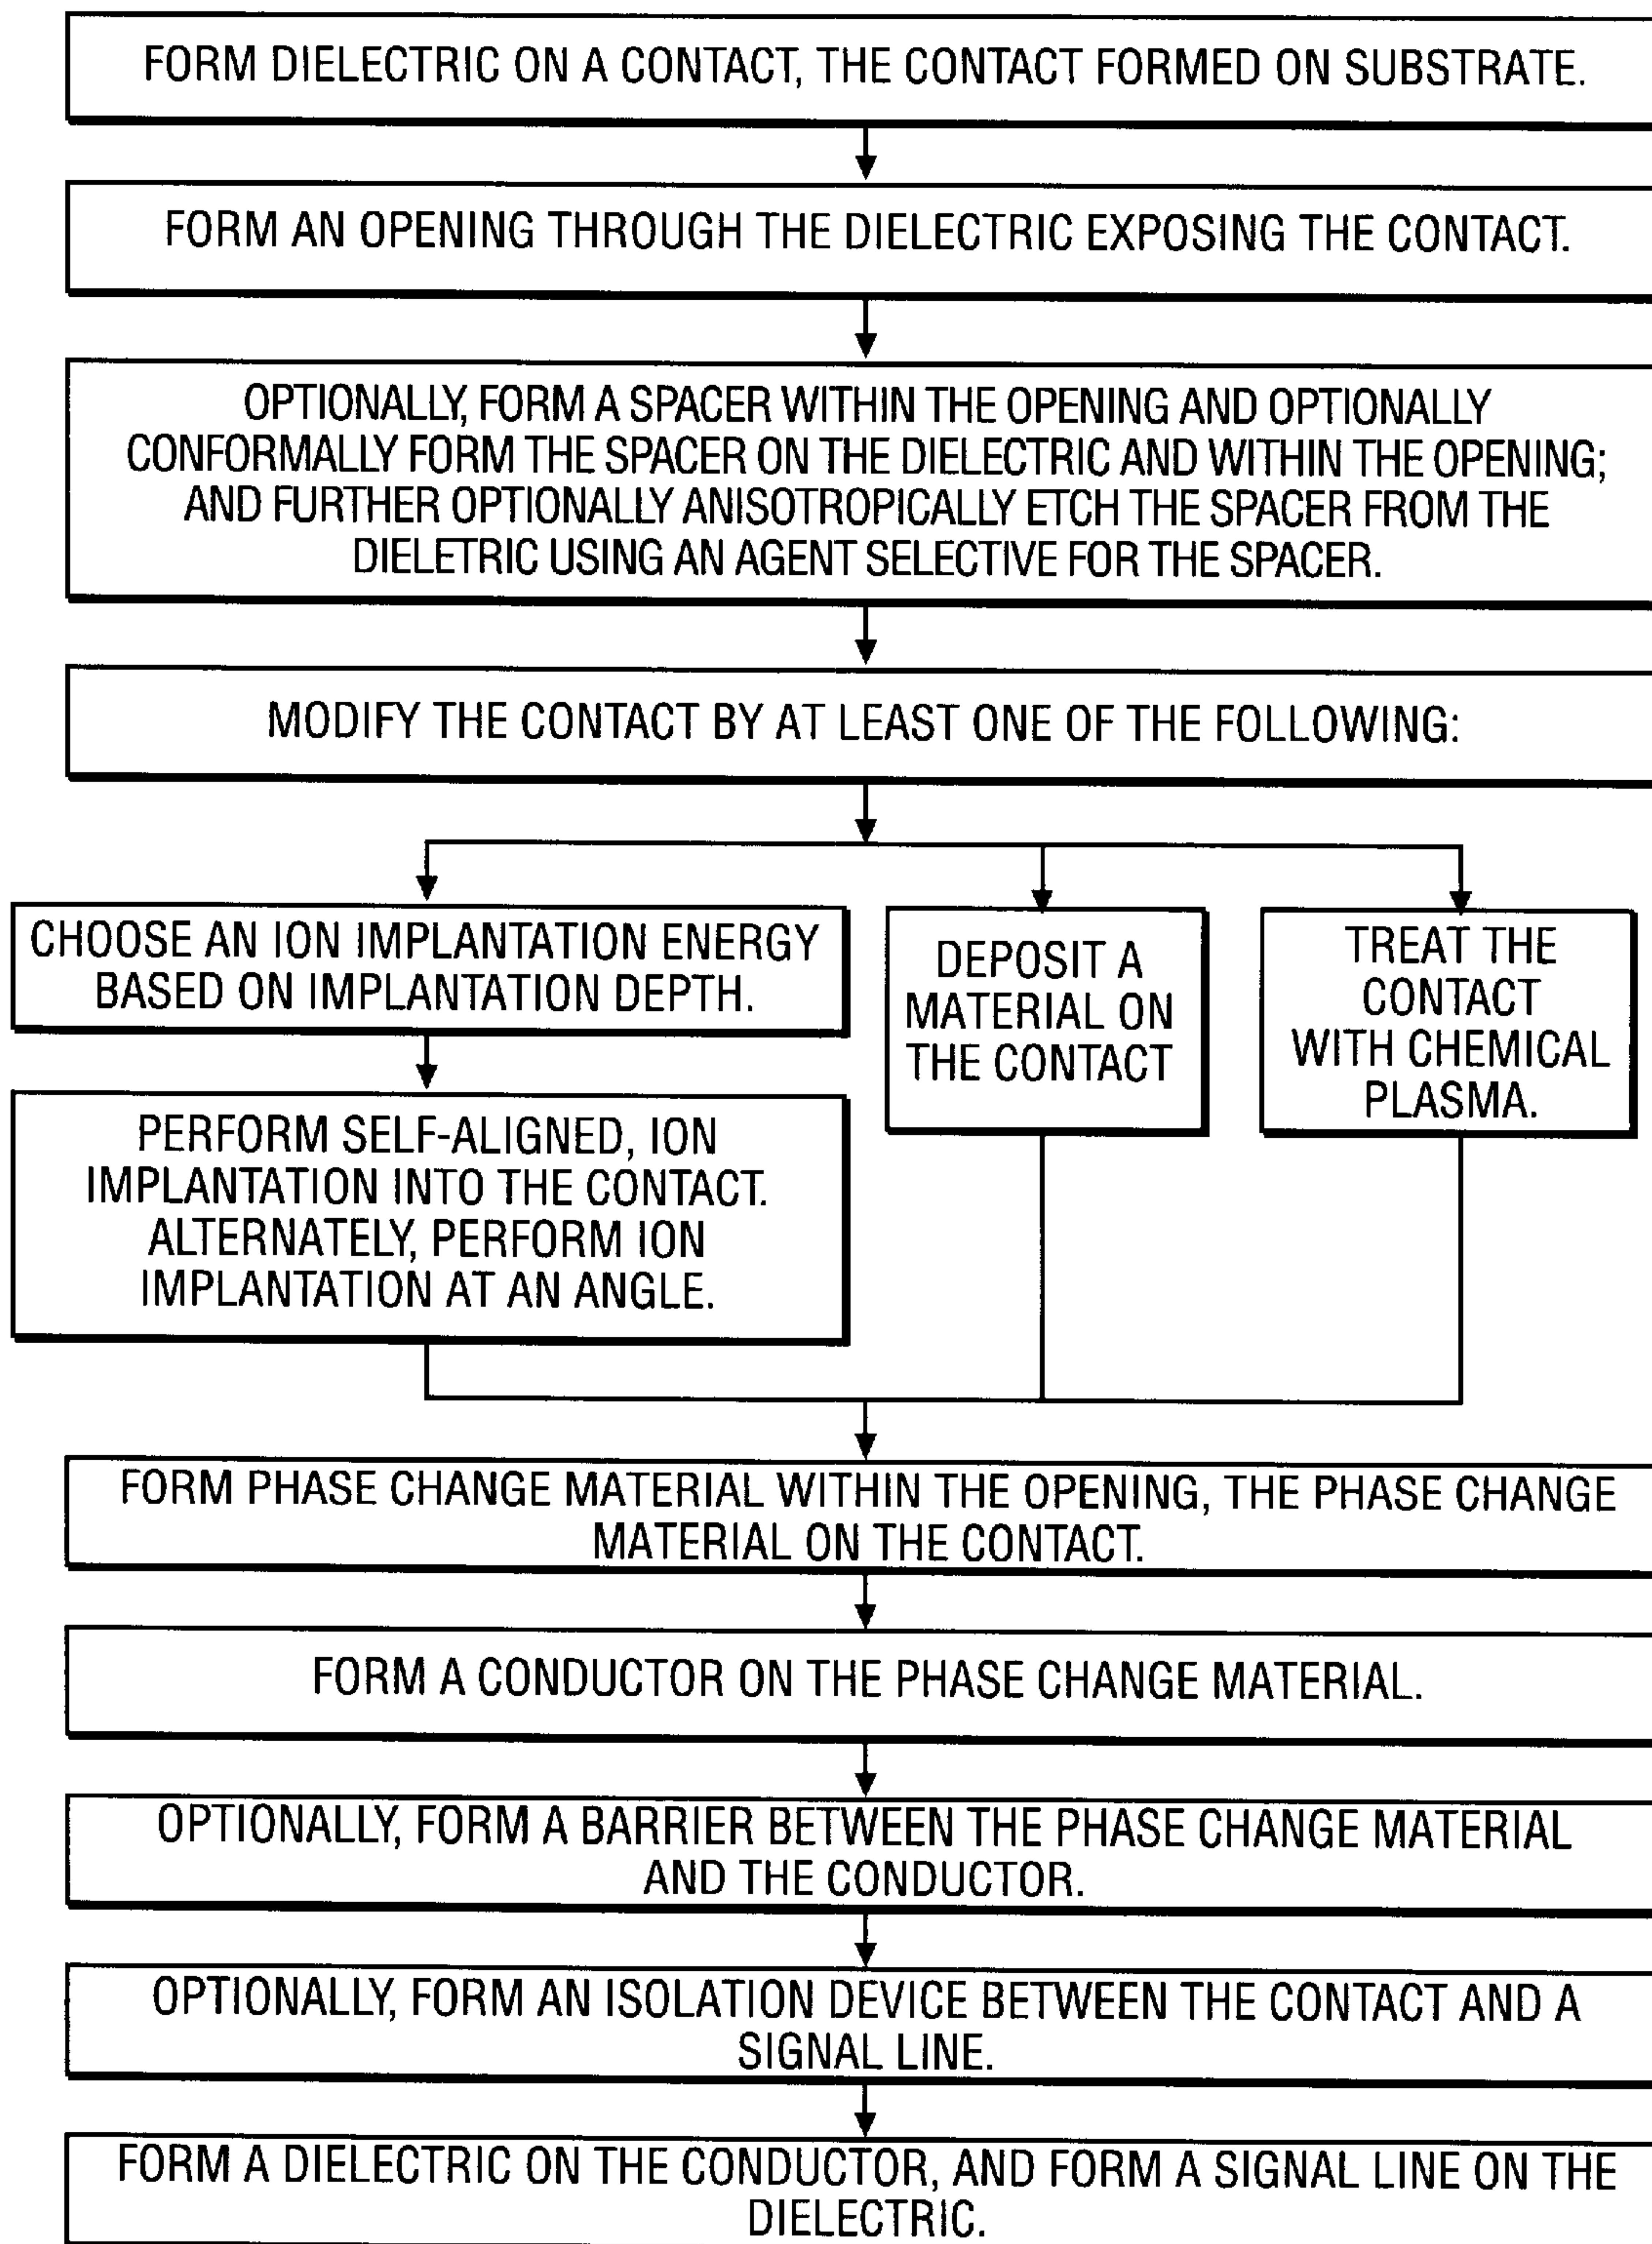 FORM DIELECTRIC ON A CONTACT, THE CONTACT FORMED ON SUBSTRATE.
FORM AN OPENING THROUGH THE DIELECTRIC EXPOSING THE CONTACT.
OPTIONALLY, FORM A SPACER WITHIN THE OPENING AND OPTIONALLY
CONFORMALLY FORM THE SPACER ON THE DIELECTRIC AND WITHIN THE OPENING;
AND FURTHER OPTIONALLY ANISOTROPICALLY ETCH THE SPACER FROM THE
DIELETRIC USING AN AGENT SELECTIVE FOR THE SPACER.
MODIFY THE CONTACT BY AT LEAST ONE OF THE FOLLOWING:
CHOOSE AN ION IMPLANTATION ENERGY
BASED ON IMPLANTATION DEPTH.
PERFORM SELF-ALIGNED, ION
IMPLANTATION INTO THE CONTACT.
ALTERNATELY, PERFORM ION
IMPLANTATION AT AN ANGLE.
DEPOSIT A
MATERIAL ON
THE CONTACT
TREAT THE
CONTACT
WITH CHEMICAL
PLASMA.
FORM PHASE CHANGE MATERIAL WITHIN THE OPENING, THE PHASE CHANGE
MATERIAL ON THE CONTACT.
FORM A CONDUCTOR ON THE PHASE CHANGE MATERIAL.
OPTIONALLY, FORM A BARRIER BETWEEN THE PHASE CHANGE MATERIAL
AND THE CONDUCTOR.
OPTIONALLY, FORM AN ISOLATION DEVICE BETWEEN THE CONTACT AND A
SIGNAL LINE.
FORM A DIELECTRIC ON THE CONDUCTOR, AND FORM A SIGNAL LINE ON THE
DIELECTRIC.